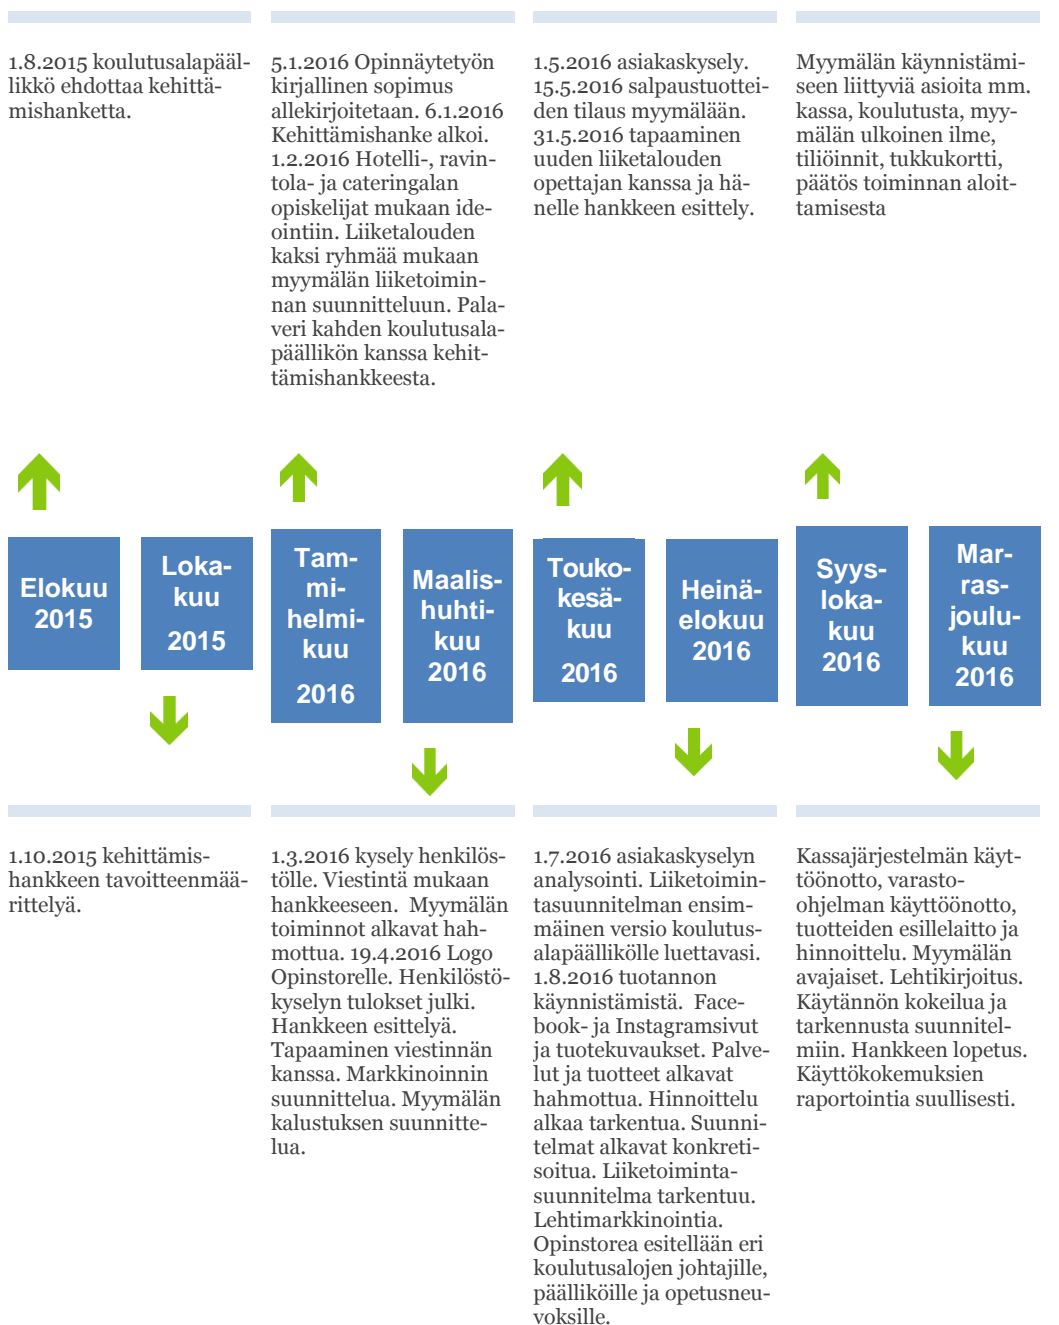 1.8.2015 koulutusalapääl-
likkö ehdottaa kehittä-
mishanketta.
5.1.2016 Opinnäytetyön
kirjallinen sopimus
allekirjoitetaan. 6.1.2016
Kehittämishanke alkoi.
1.2.2016 Hotelli-, ravin-
tola- ja cateringalan
opiskelijat mukaan ide-
ointiin. Liiketalouden
kaksi ryhmää mukaan
myymälän liiketoimin-
nan suunnitteluun. Pala-
veri kahden koulutusala-
päällikön kanssa kehit-
tämishankkeesta.
1.5.2016 asiakaskysely.
15.5.2016 salpaustuottei-
den tilaus myymälään.
31.5.2016 tapaaminen
uuden liiketalouden
opettajan kanssa ja hä-
nelle hankkeen esittely.
Myymälän käynnistämi-
seen liittyviä asioita mm.
kassa, koulutusta, myy-
mälän ulkoinen ilme,
tiliöinnit, tukkukortti,
päätös toiminnan aloit-
tamisesta
Elokuu
2015
Loka-
kuu
2015
Tam-
mi-
helmi-
kuu
2016
Maalis-
huhti-
kuu
2016
Touko-
kesä-
kuu
2016
Heinä-
elokuu
2016
Syys-
loka-
kuu
2016
Mar-
ras-
joulu-
kuu
2016
1.10.2015 kehittämis-
hankkeen tavoitteenmää-
rittelyä.
1.3.2016 kysely henkilös-
tölle. Viestintä mukaan
hankkeeseen.  Myymälän
toiminnot alkavat hah-
mottua. 19.4.2016 Logo
Opinstorelle. Henkilöstö-
kyselyn tulokset julki.
Hankkeen esittelyä.
Tapaaminen viestinnän
kanssa. Markkinoinnin
suunnittelua. Myymälän
kalustuksen suunnitte-
lua.
1.7.2016 asiakaskyselyn
analysointi. Liiketoimin-
tasuunnitelman ensim-
mäinen versio koulutus-
alapäällikölle luettavasi.
1.8.2016 tuotannon
käynnistämistä.  Face-
book- ja Instagramsivut
ja tuotekuvaukset. Palve-
lut ja tuotteet alkavat
hahmottua. Hinnoittelu
alkaa tarkentua. Suunni-
telmat alkavat konkreti-
soitua. Liiketoiminta-
suunnitelma tarkentuu.
Lehtimarkkinointia.
Opinstorea esitellään eri
koulutusalojen johtajille,
päälliköille ja opetusneu-
voksille.
Kassajärjestelmän käyt-
töönotto, varasto-
ohjelman käyttöönotto,
tuotteiden esillelaitto ja
hinnoittelu. Myymälän
avajaiset. Lehtikirjoitus.
Käytännön kokeilua ja
tarkennusta suunnitel-
miin. Hankkeen lopetus.
Käyttökokemuksien
raportointia suullisesti.